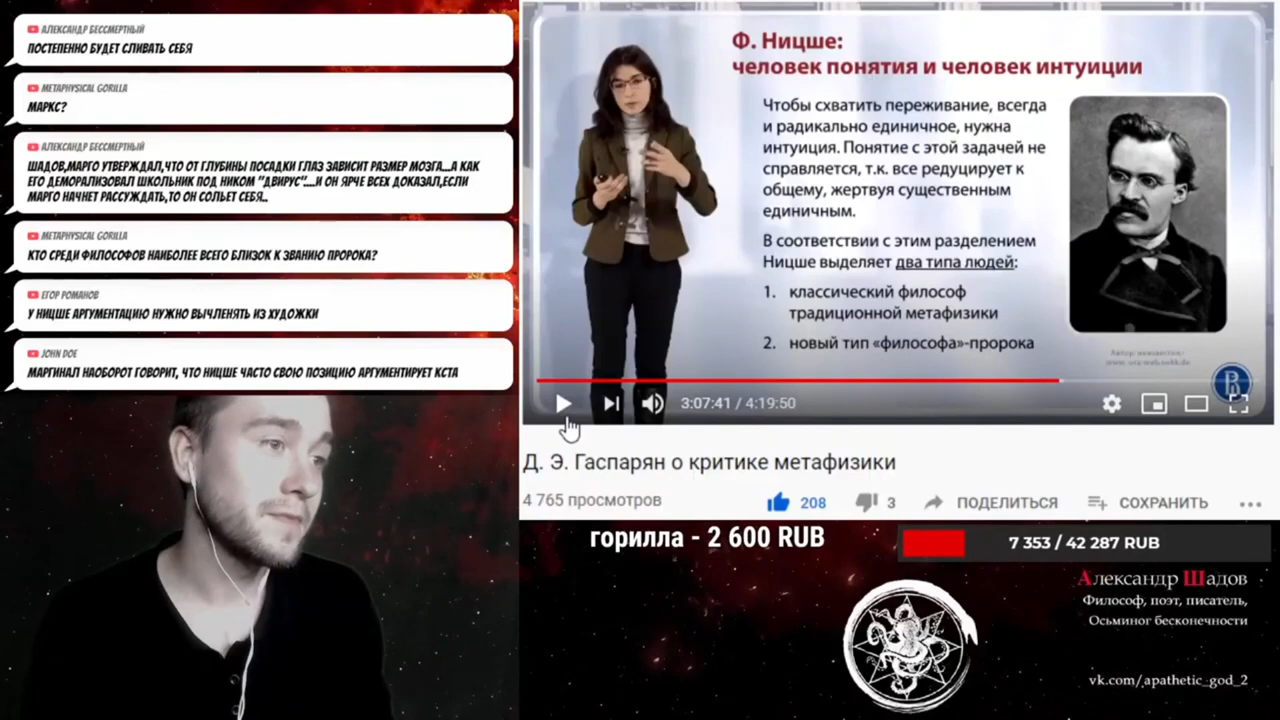 АЛЕКСАНДР БЕССМЕРТНЫЙ
ПОСТЕПЕННО БУДЕТ СЛИВАТЬ СЕБЯ
METAPHYSICAL GORILLA
МАРКС?
АЛЕКСАНДР БЕССМЕРТНЫЙ
ШАДОВ,МАРГО УТВЕРЖДАЛ,ЧТО ОТ ГЛУБИНЫ ПОСАДКИ ГЛАЗ ЗАВИСИТ РАЗМЕР МОЗГА....А КАК
ЕГО ДЕМОРАЛИЗОВАЛ ШКОЛЬНИК ПОД НИКОМ "ДВИРУС"....И ОН ЯРЧЕ ВСЕХ ДОКАЗАЛ,ЕСЛИ
МАРГО НАЧНЕТ РАССУЖДАТЬ,ТО ОН СОЛЬЕТ СЕБЯ..
METAPHYSICAL GORILLA
КТО СРЕДИ ФИЛОСОФОВ НАИБОЛЕЕ ВСЕГО БЛИЗОК К ЗВАНИЮ ПРОРОКА?
ЕГОР РОМАНОВ
У НИЦШЕ АРГУМЕНТАЦИЮ НУЖНО ВЫЧЛЕНЯТЬ ИЗ ХУДОЖКИ
JOHN DOE
МАРГИНАЛ НАОБОРОТ ГОВОРИТ, ЧТО НИЦШЕ ЧАСТО СВОЮ ПОЗИЦИЮ АРГУМЕНТИРУЕТ КСТА
Ф. Ницше:
человек понятия и человек интуиции
Чтобы схватить переживание, всегда
и радикально единичное, нужна
интуиция. Понятие с этой задачей не
справляется, т.к. все редуцирует к
общему, жертвуя существенным
единичным.
В соответствии с этим разделением
Ницше выделяет два типа людей:
1. классический философ
традиционной метафизики
2. новый тип «философа»-пророка
3:07:41 / 4:19:50
Д. Э. Гаспарян о критике метафизики
4 765 просмотров
208
3
ПОДЕЛИТЬСЯ
СОХРАНИТЬ
горилла - 2 600 RUB
7 353 / 42 287 RUB
Александр Шадов
Философ, поэт, писатель,
Осьминог бесконечности
vk.com/apathetic_god_2